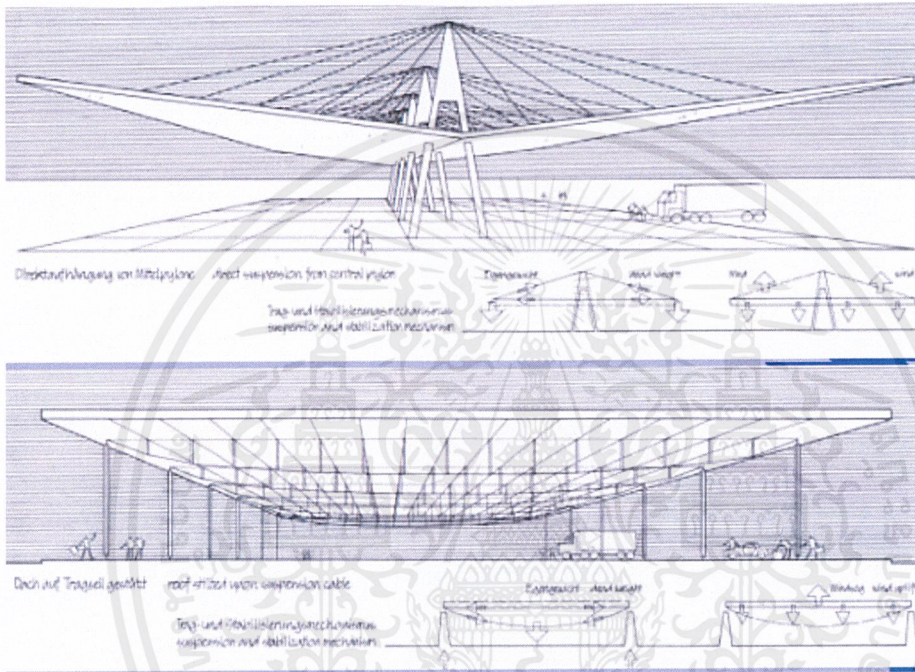 Direktaufhängung von Mittelpylone direct suspension from central pylon
Eigengewicht dead weight
Wind wind
Trag- und Stabilisierungsmechanismus
suspension and stabilization mechanism
Dach auf Tragseil gestützt roof strutted upon suspension cable
Eigengewicht dead weight
Windsog wind uplift
Trag- und Stabilisierungsmechanismus
suspension and stabilization mechanism